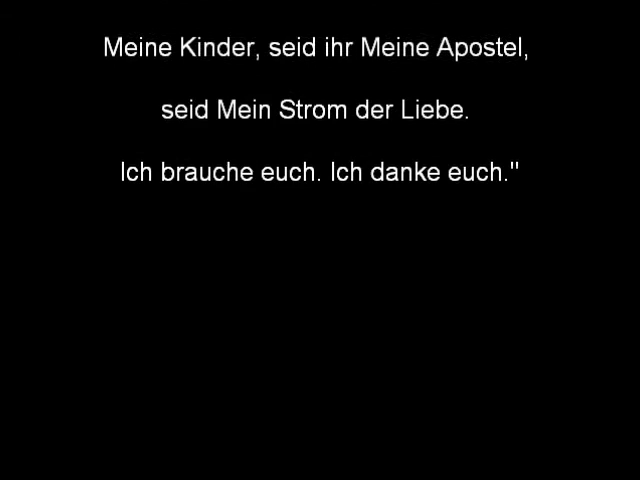 Meine Kinder, seid ihr Meine Apostel,
seid Mein Strom der Liebe.
Ich brauche euch. Ich danke euch."